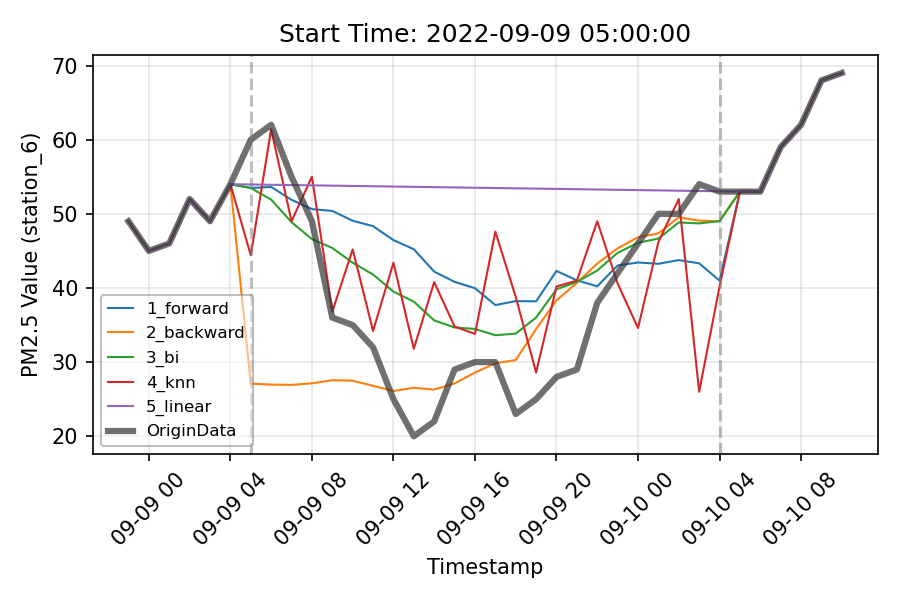 Start Time: 2022-09-09 05:00:00
PM2.5 Value (station_6)
70
60
50
40
30
20
1_forward
2_backward
3_bi
4_knn
5_linear
OriginData
09-09 00
09-09 04
09-09 08
09-09 12
09-09 16
09-09 20
09-10 00
09-10 04
09-10 08
Timestamp